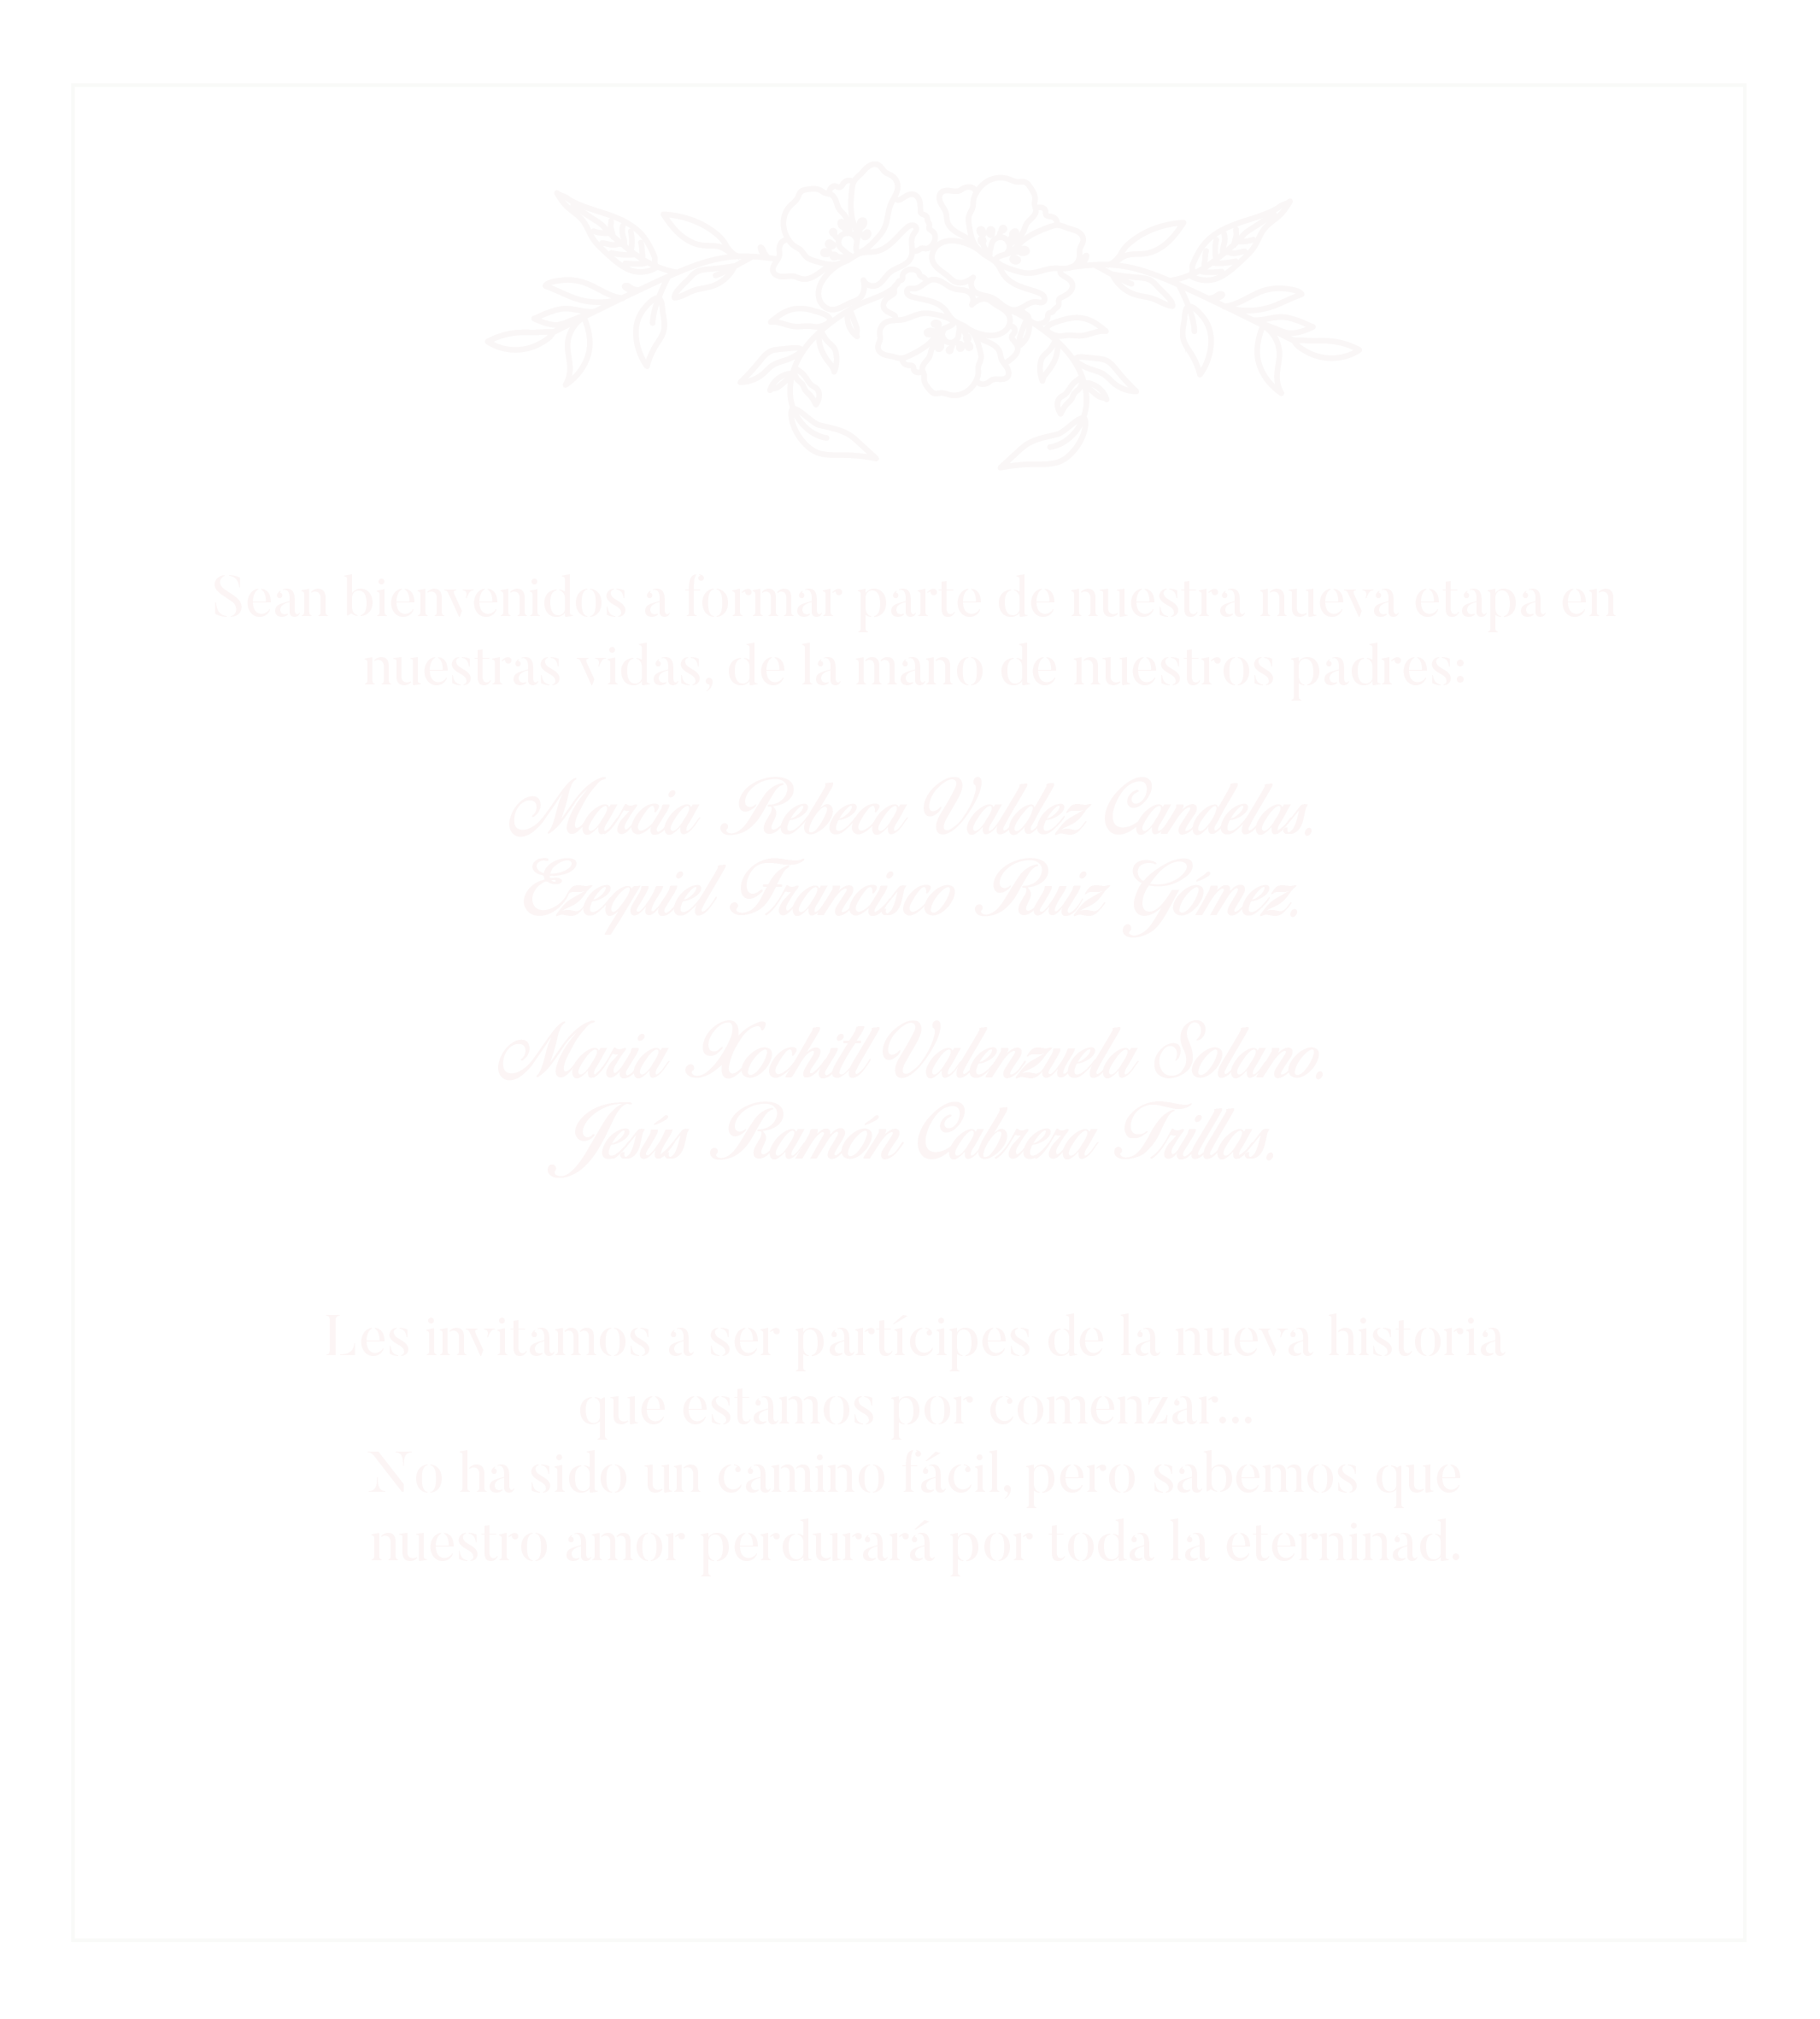 Sean bienvenidos a formar parte de nuestra nueva etapa en
nuestras vidas, de la mano de nuestros padres:
Marcia Rebeca Valdez Candelas.
Ezequiel Francisco Ruiz Gómez.
Maria Xochitl Valenzuela Solano.
Jesús Ramón Cabrera Trillas.
Les invitamos a ser partícipes de la nueva historia
que estamos por comenzar...
No ha sido un camino fácil, pero sabemos que
nuestro amor perdurará por toda la eterninad.